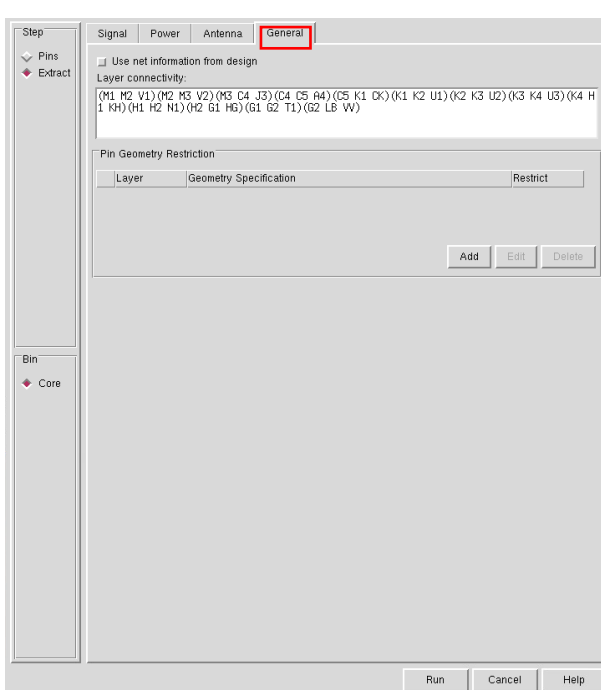 Step
Pins
Extract
Bin
Core
Signal Power Antenna General
Use net information from design
Layer connectivity:
(M1 M2 V1)(M2 M3 V2)(M3 C4 J3)(C4 C5 A4)(C5 K1 CK)(K1 K2 U1)(K2 K3 U2)(K3 K4 U3)(K4 H
1 KH)(H1 H2 N1)(H2 G1 HG)(G1 G2 T1)(G2 LB VV)
Pin Geometry Restriction
Layer Geometry Specification Restrict
Add Edit Delete
Run Cancel Help